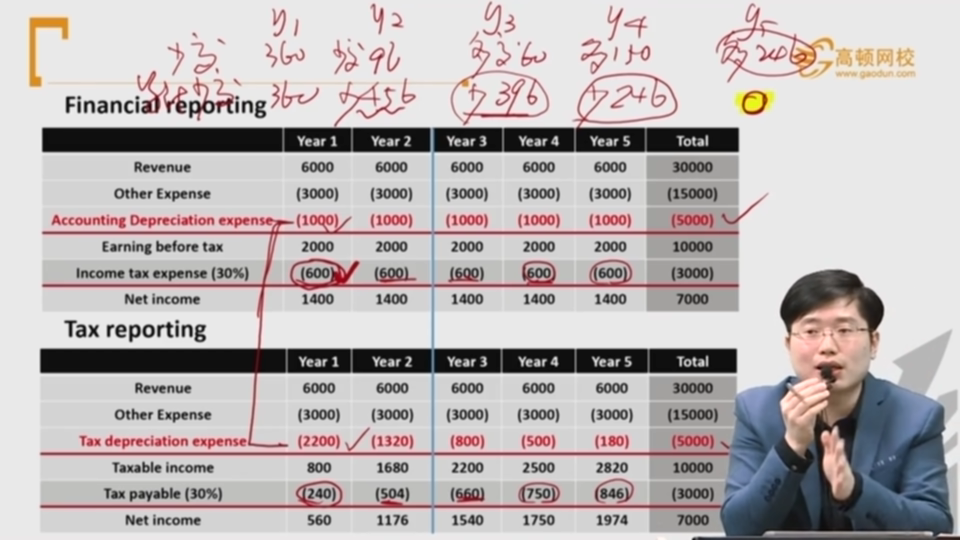 y1 y2 y3 y4 y5
少交 360 少交 96 多交 60 多 150 多 246
少交 360 少 456 少 396 少 246 0
高顿网校
www.gaodun.com
Financial reporting
Year 1 Year 2 Year 3 Year 4 Year 5 Total
Revenue 6000 6000 6000 6000 6000 30000
Other Expense (3000) (3000) (3000) (3000) (3000) (15000)
Accounting Depreciation expense (1000) (1000) (1000) (1000) (1000) (5000)
Earning before tax 2000 2000 2000 2000 2000 10000
Income tax expense (30%) (600) (600) (600) (600) (600) (3000)
Net income 1400 1400 1400 1400 1400 7000
Tax reporting
Year 1 Year 2 Year 3 Year 4 Year 5 Total
Revenue 6000 6000 6000 6000 6000 30000
Other Expense (3000) (3000) (3000) (3000) (3000) (15000)
Tax depreciation expense (2200) (1320) (800) (500) (180) (5000)
Taxable income 800 1680 2200 2500 2820 10000
Tax payable (30%) (240) (504) (660) (750) (846) (3000)
Net income 560 1176 1540 1750 1974 7000